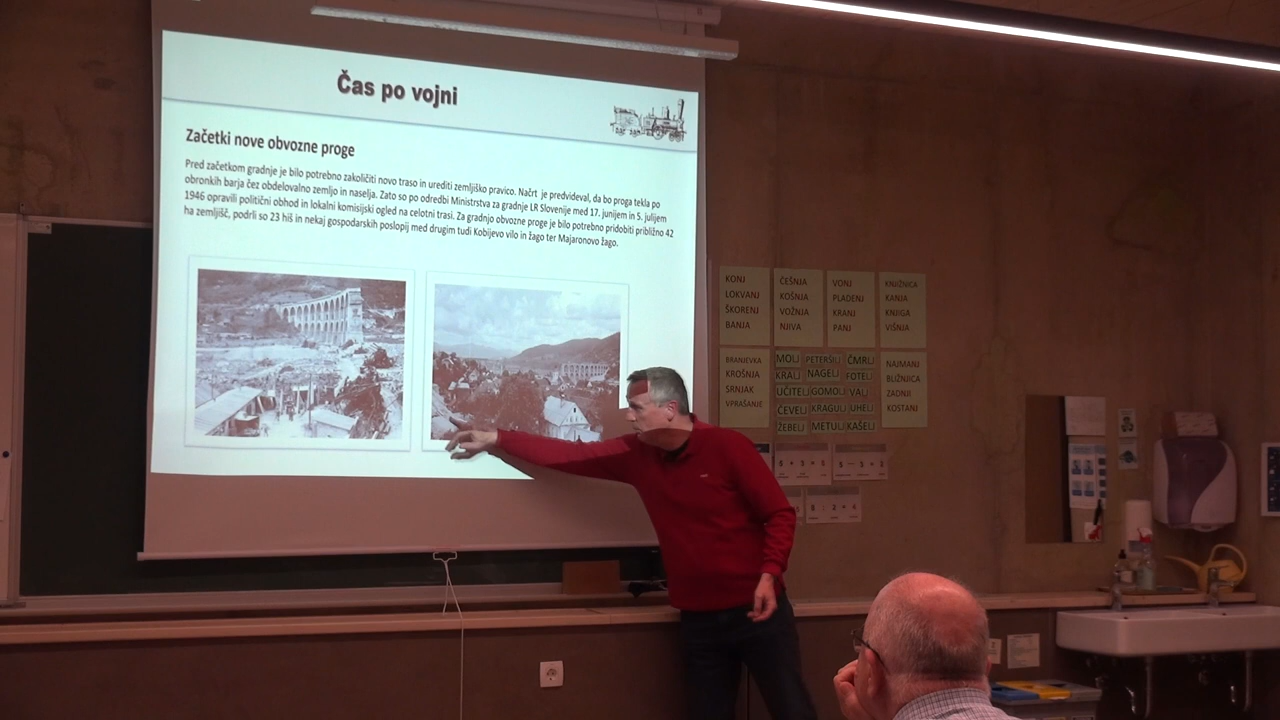 Čas po vojni
Začetki nove obvozne proge
Pred začetkom gradnje je bilo potrebno zakoličiti novo traso in urediti zemljiško pravico. Načrt je predvideval, da bo proga tekla po
obronkih barja čez obdelovalno zemljo in naselja. Zato so po odredbi Ministrstva za gradnje LR Slovenije med 17. junijem in 5. julijem
1946 opravili politični obhod in lokalni komisijski ogled na celotni trasi. Za gradnjo obvozne proge je bilo potrebno pridobiti približno 42
ha zemljišč, podrli so 23 hiš in nekaj gospodarskih poslopij med drugim tudi Kobijevo vilo in žago ter Majaronovo žago.
KONJ
LOKVANJ
ŠKORENJ
BANJA
ČEŠNJA
KOŠNJA
VOŽNJA
NJIVA
VONJ
PLADENJ
KRANJ
PANJ
KNJIŽNICA
KANJA
KNJIGA
VIŠNJA
BRANJEVKA
KROŠNJA
SRNJAK
VPRAŠANJE
MOLJ PETERŠILJ ČMRLJ
KRALJ NAGELJ FOTELJ
UČITELJ GOMOLJ VALJ
ČEVELJ KRAGULJ UHELJ
ŽEBELJ METULJ KAŠELJ
NAJMANJ
BLIŽNJICA
ZADNJI
KOSTANJ